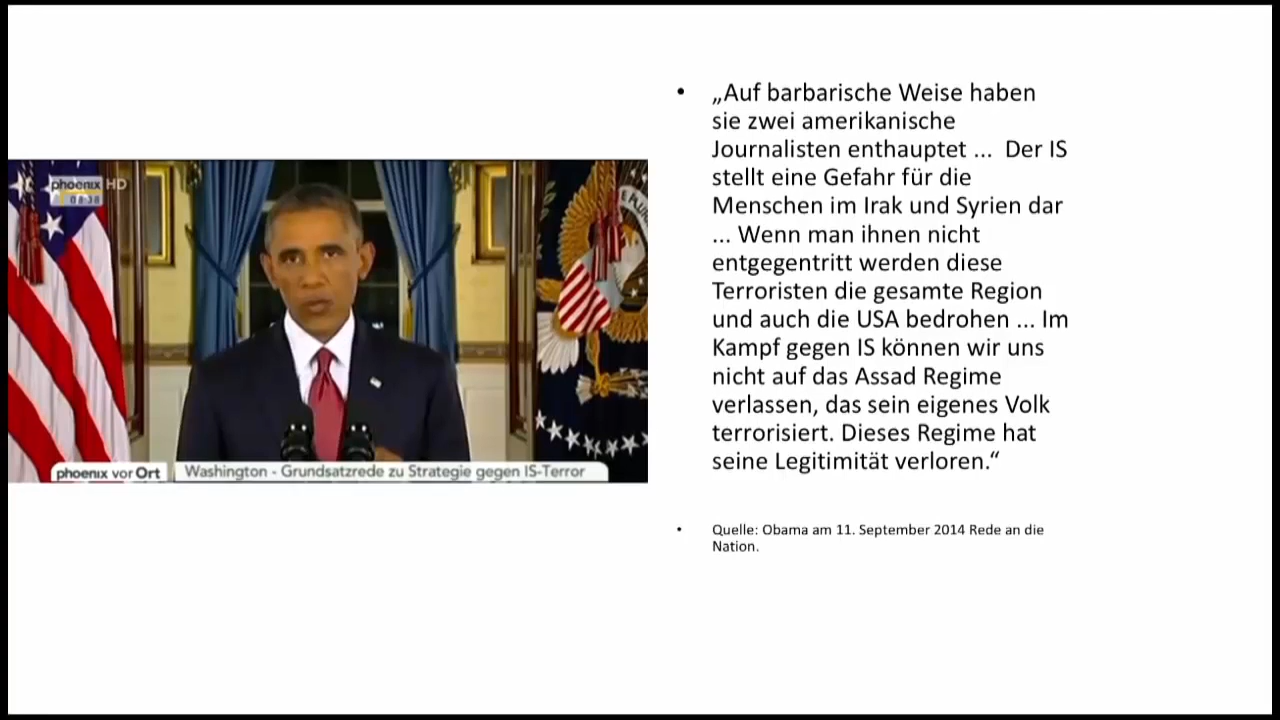 phoenix HD
08:38
phoenix vor Ort
Washington - Grundsatzrede zu Strategie gegen IS-Terror
• „Auf barbarische Weise haben
sie zwei amerikanische
Journalisten enthauptet ... Der IS
stellt eine Gefahr für die
Menschen im Irak und Syrien dar
... Wenn man ihnen nicht
entgegentritt werden diese
Terroristen die gesamte Region
und auch die USA bedrohen ... Im
Kampf gegen IS können wir uns
nicht auf das Assad Regime
verlassen, das sein eigenes Volk
terrorisiert. Dieses Regime hat
seine Legitimität verloren.“
• Quelle: Obama am 11. September 2014 Rede an die
Nation.